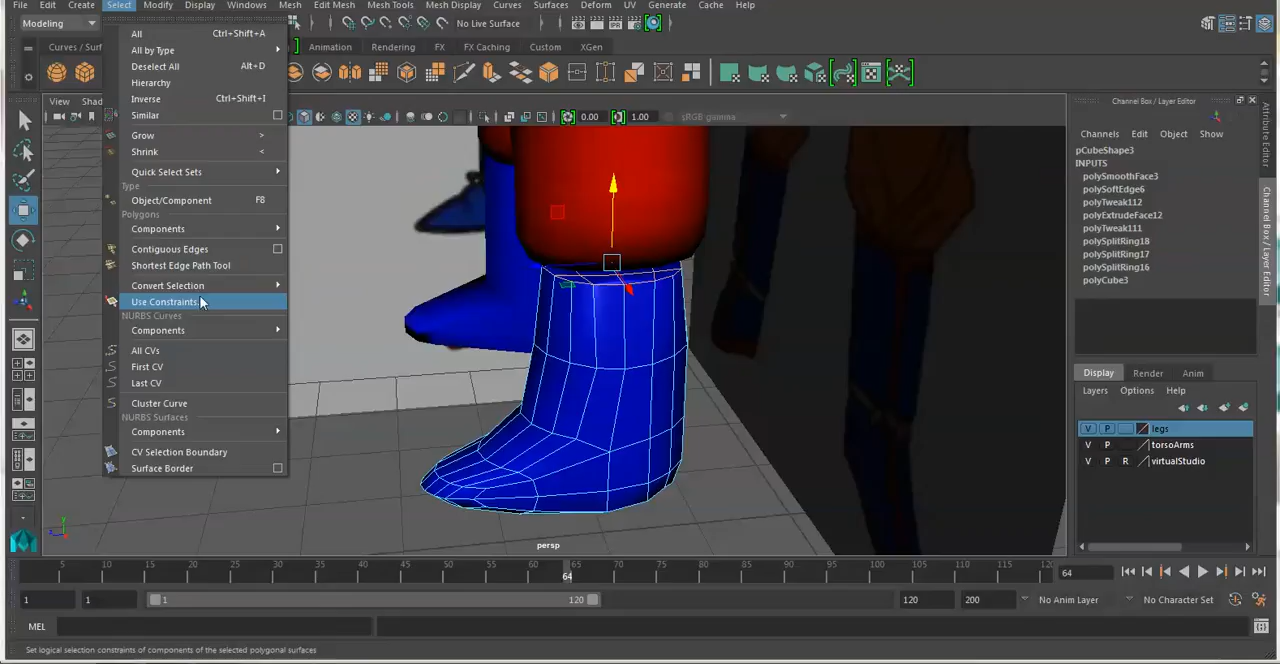 File Edit Create Select Modify Display Windows Mesh Edit Mesh Mesh Tools Mesh Display Curves Surfaces Deform UV Generate Cache Help
Modeling
No Live Surface
Curves / Surf
Animation Rendering FX FX Caching Custom XGen
View Shad
0.00
1.00
sRGB gamma
All Ctrl+Shift+A
All by Type
Deselect All Alt+D
Hierarchy
Inverse Ctrl+Shift+I
Similar
Grow >
Shrink <
Quick Select Sets
Type
Object/Component F8
Polygons
Components
Contiguous Edges
Shortest Edge Path Tool
Convert Selection
Use Constraints
NURBS Curves
Components
All CVs
First CV
Last CV
Cluster Curve
NURBS Surfaces
Components
CV Selection Boundary
Surface Border
persp
Channel Box / Layer Editor
Channels Edit Object Show
pCubeShape3
INPUTS
polySmoothFace3
polySoftEdge6
polyTweak112
polyExtrudeFace12
polyTweak111
polySplitRing18
polySplitRing17
polySplitRing16
polyCube3
Attribute Editor
Channel Box / Layer Editor
Display Render Anim
Layers Options Help
V P legs
V P torsoArms
V P R virtualStudio
5 10 15 20 25 30 35 40 45 50 55 60 64 65 70 75 80 85 90 95 100 105 110 115 120
64
1 1 1 120 120 200 No Anim Layer No Character Set
MEL
Set logical selection constraints of components of the selected polygonal surfaces